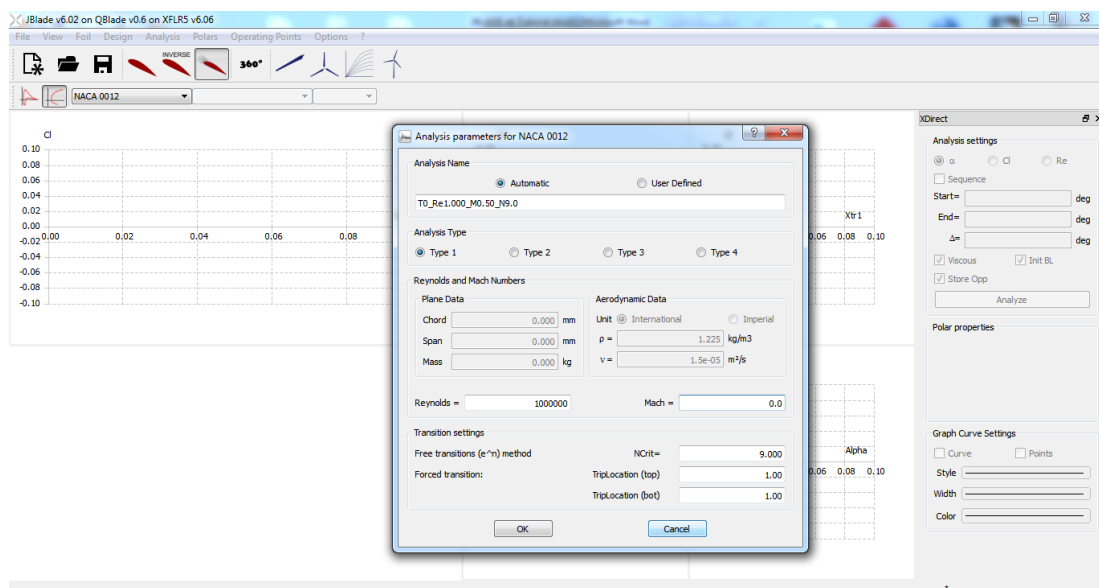 JBlade v6.02 on QBlade v0.6 on XFLR5 v6.06
File View Foil Design Analysis Polars Operating Points Options ?
INVERSE
360°
NACA 0012
Cl
0.10
0.08
0.06
0.04
0.02
0.00
-0.02
-0.04
-0.06
-0.08
-0.10
0.00 0.02 0.04 0.06 0.08
Xtr1
0.06 0.08 0.10
Alpha
0.06 0.08 0.10
Analysis parameters for NACA 0012
Analysis Name
Automatic User Defined
T0_Re1.000_M0.50_N9.0
Analysis Type
Type 1 Type 2 Type 3 Type 4
Reynolds and Mach Numbers
Plane Data
Chord 0.000 mm
Span 0.000 mm
Mass 0.000 kg
Aerodynamic Data
Unit International Imperial
ρ = 1.225 kg/m3
ν = 1.5e-05 m²/s
Reynolds = 1000000 Mach = 0.0
Transition settings
Free transitions (e^n) method NCrit= 9.000
Forced transition: TripLocation (top) 1.00
TripLocation (bot) 1.00
OK Cancel
XDirect
Analysis settings
α Cl Re
Sequence
Start= deg
End= deg
Δ= deg
Viscous Init BL
Store Opp
Analyze
Polar properties
Graph Curve Settings
Curve Points
Style
Width
Color